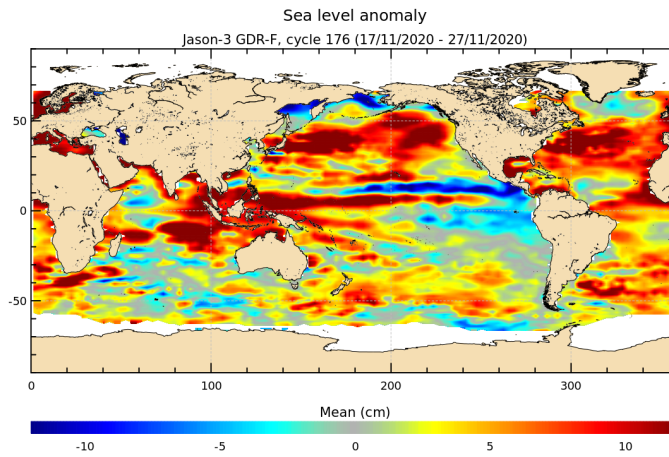 Sea level anomaly
Jason-3 GDR-F, cycle 176 (17/11/2020 - 27/11/2020)
50
0
-50
0 100 200 300
Mean (cm)
-10 -5 0 5 10